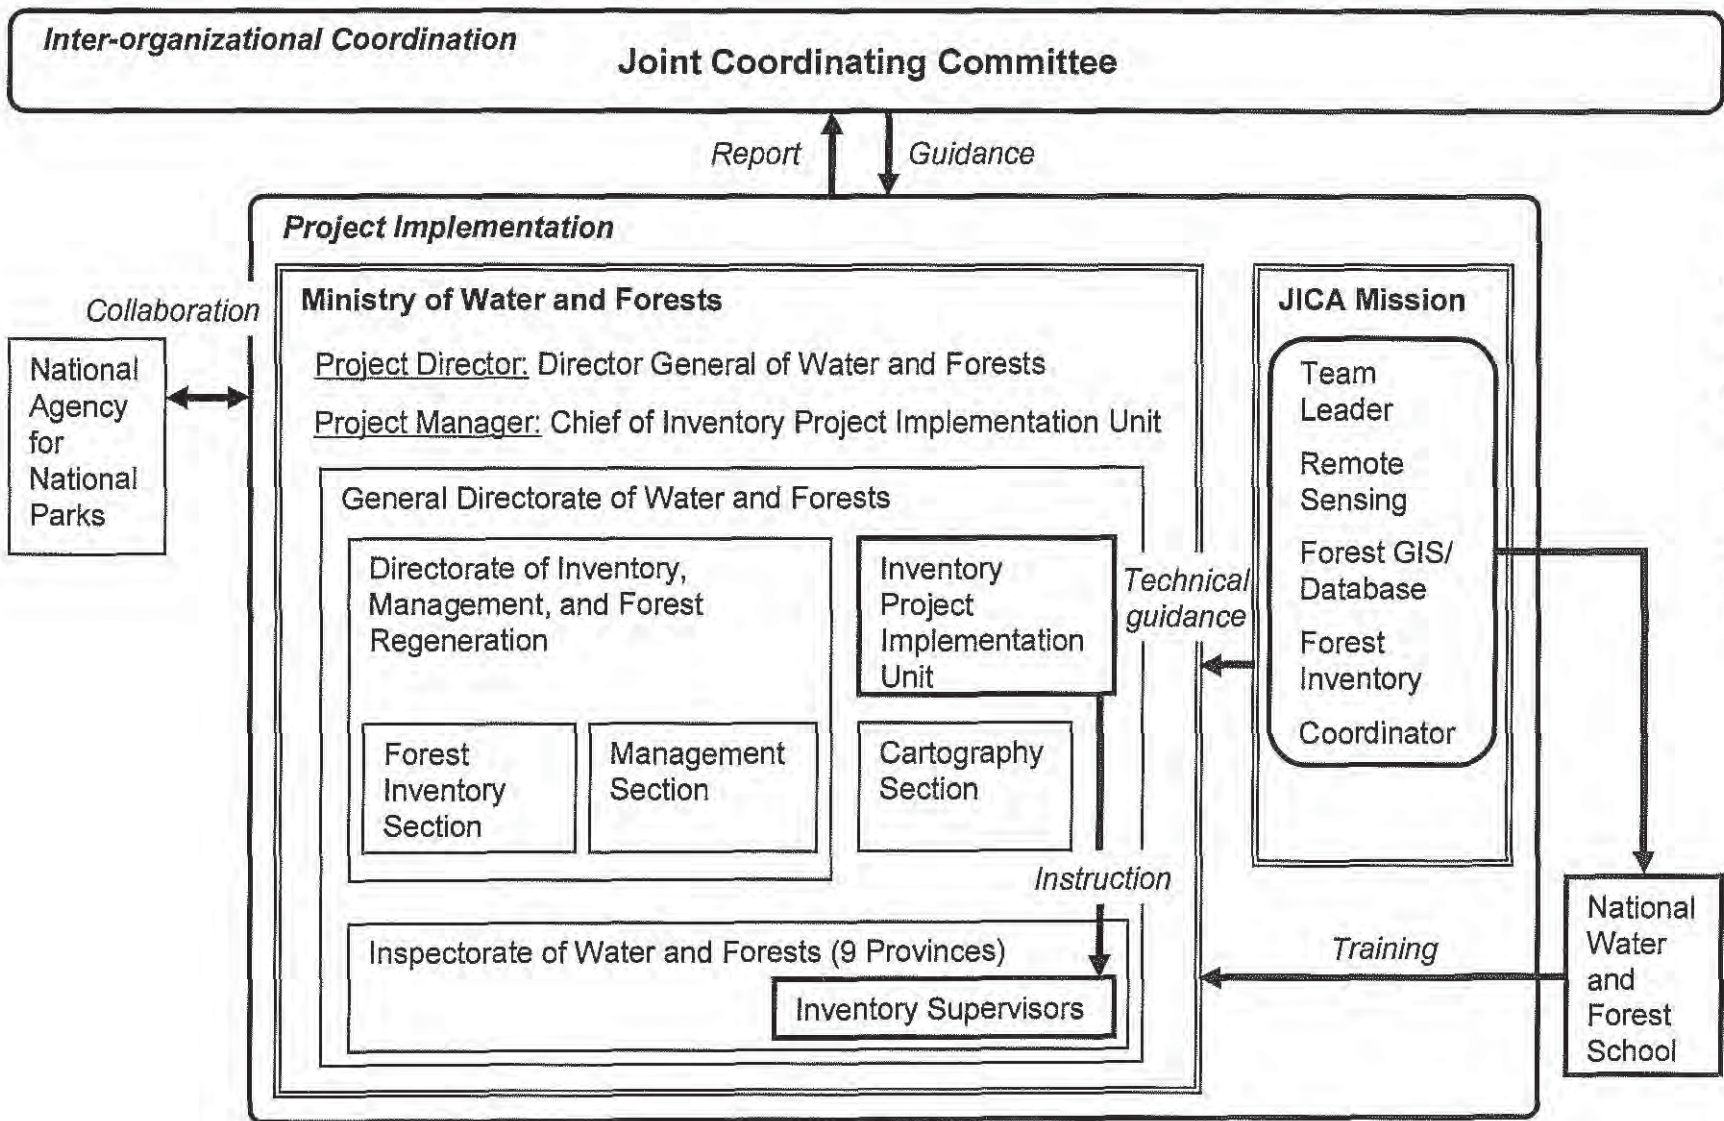 Inter-organizational Coordination
Joint Coordinating Committee
Report
Guidance
Project Implementation
Collaboration
National
Agency
for
National
Parks
Ministry of Water and Forests
Project Director: Director General of Water and Forests
Project Manager: Chief of Inventory Project Implementation Unit
General Directorate of Water and Forests
Directorate of Inventory,
Management, and Forest
Regeneration
Inventory
Project
Implementation
Unit
Forest
Inventory
Section
Management
Section
Cartography
Section
Instruction
Inspectorate of Water and Forests (9 Provinces)
Inventory Supervisors
Technical
guidance
JICA Mission
Team
Leader
Remote
Sensing
Forest GIS/
Database
Forest
Inventory
Coordinator
Training
National
Water
and
Forest
School